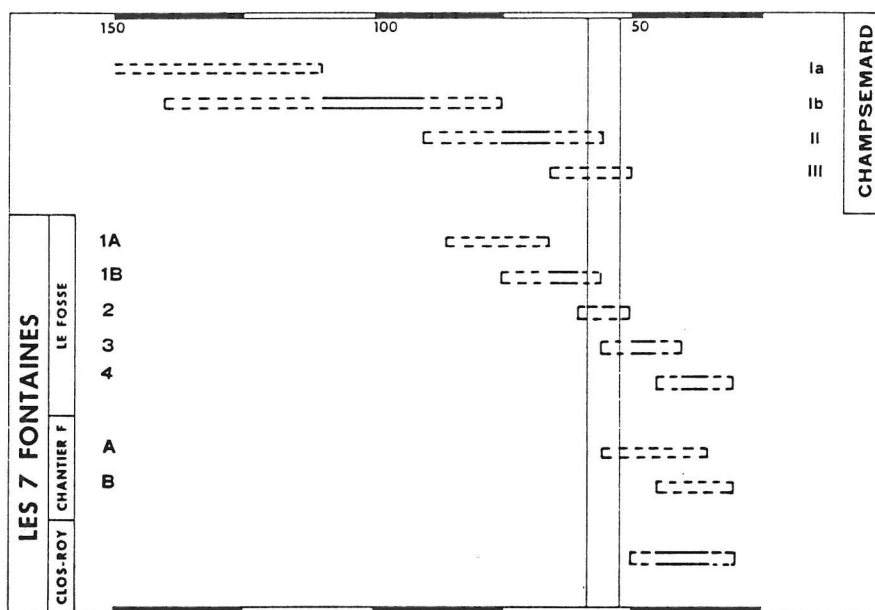 150 100 50
Ia
Ib
II
III
CHAMPSEMARD
LES 7 FONTAINES
LE FOSSE
1A
1B
2
3
4
CHANTIER F
A
B
CLOS-ROY